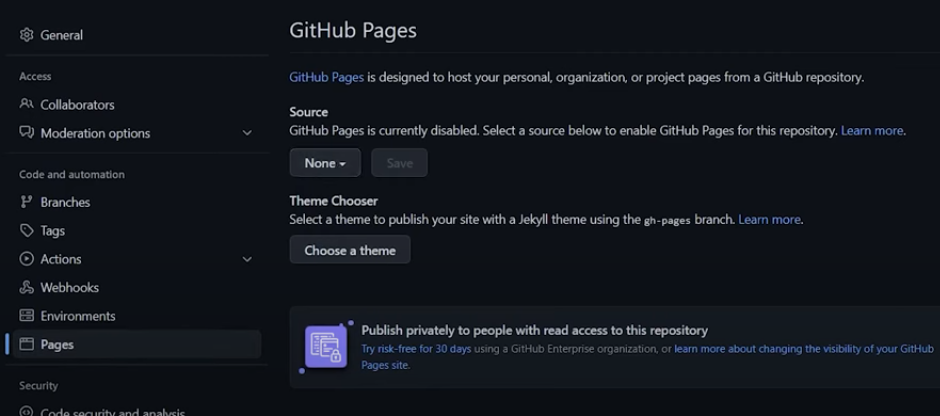 General
Access
Collaborators
Moderation options
Code and automation
Branches
Tags
Actions
Webhooks
Environments
Pages
Security
Code security and analysis
GitHub Pages
GitHub Pages is designed to host your personal, organization, or project pages from a GitHub repository.
Source
GitHub Pages is currently disabled. Select a source below to enable GitHub Pages for this repository. Learn more.
None
Save
Theme Chooser
Select a theme to publish your site with a Jekyll theme using the gh-pages branch. Learn more.
Choose a theme
Publish privately to people with read access to this repository
Try risk-free for 30 days using a GitHub Enterprise organization, or learn more about changing the visibility of your GitHub
Pages site.